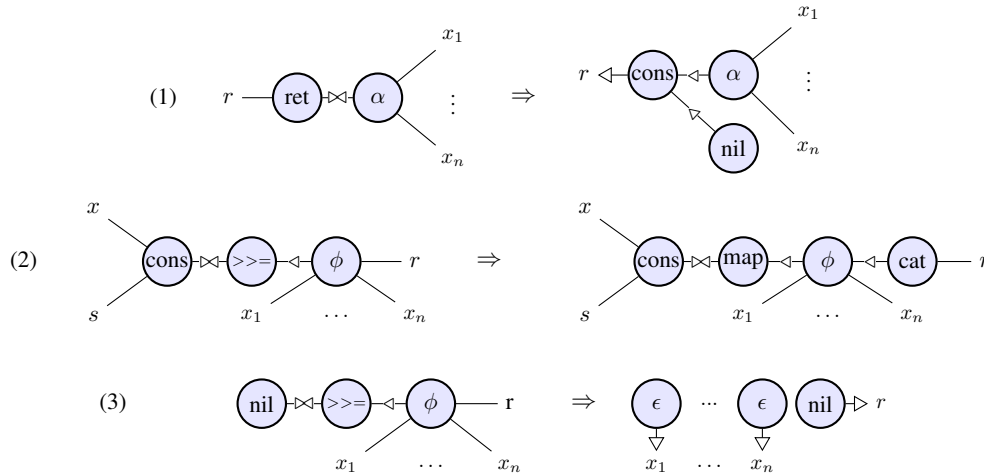 x₁ x₁
(1) r ret α ⋮ ⇒ r cons α ⋮
xₙ nil xₙ
x x
(2) cons >>= ϕ r ⇒ cons map ϕ cat r
s x₁ … xₙ s x₁ … xₙ
(3) nil >>= ϕ r ⇒ ϵ ... ϵ nil r
x₁ … xₙ x₁ … xₙ